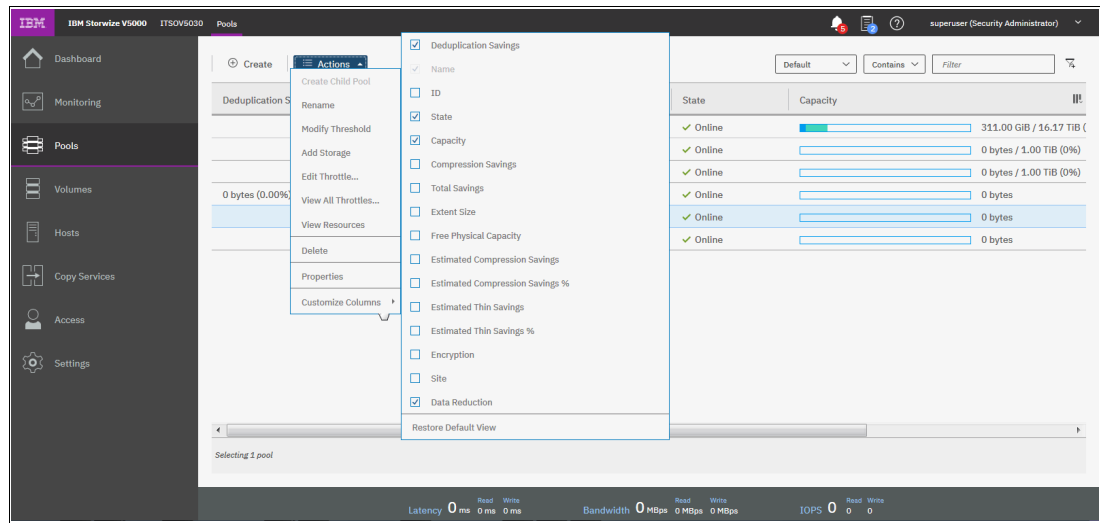 IBM IBM Storwize V5000 ITSOV5030 Pools
5 2 superuser (Security Administrator)
Dashboard
Monitoring
Pools
Volumes
Hosts
Copy Services
Access
Settings
Create Actions
Default Contains Filter
Create Child Pool
Rename
Modify Threshold
Add Storage
Edit Throttle...
View All Throttles...
View Resources
Delete
Properties
Customize Columns
Deduplication Savings
Name
ID
State
Capacity
Compression Savings
Total Savings
Extent Size
Free Physical Capacity
Estimated Compression Savings
Estimated Compression Savings %
Estimated Thin Savings
Estimated Thin Savings %
Encryption
Site
Data Reduction
Restore Default View
Deduplication S State Capacity
Online 311.00 GiB / 16.17 TiB (
Online 0 bytes / 1.00 TiB (0%)
Online 0 bytes / 1.00 TiB (0%)
0 bytes (0.00%) Online 0 bytes
Online 0 bytes
Online 0 bytes
Selecting 1 pool
Read Write Read Write Read Write
Latency 0 ms 0 ms 0 ms Bandwidth 0 MBps 0 MBps 0 MBps IOPS 0 0 0